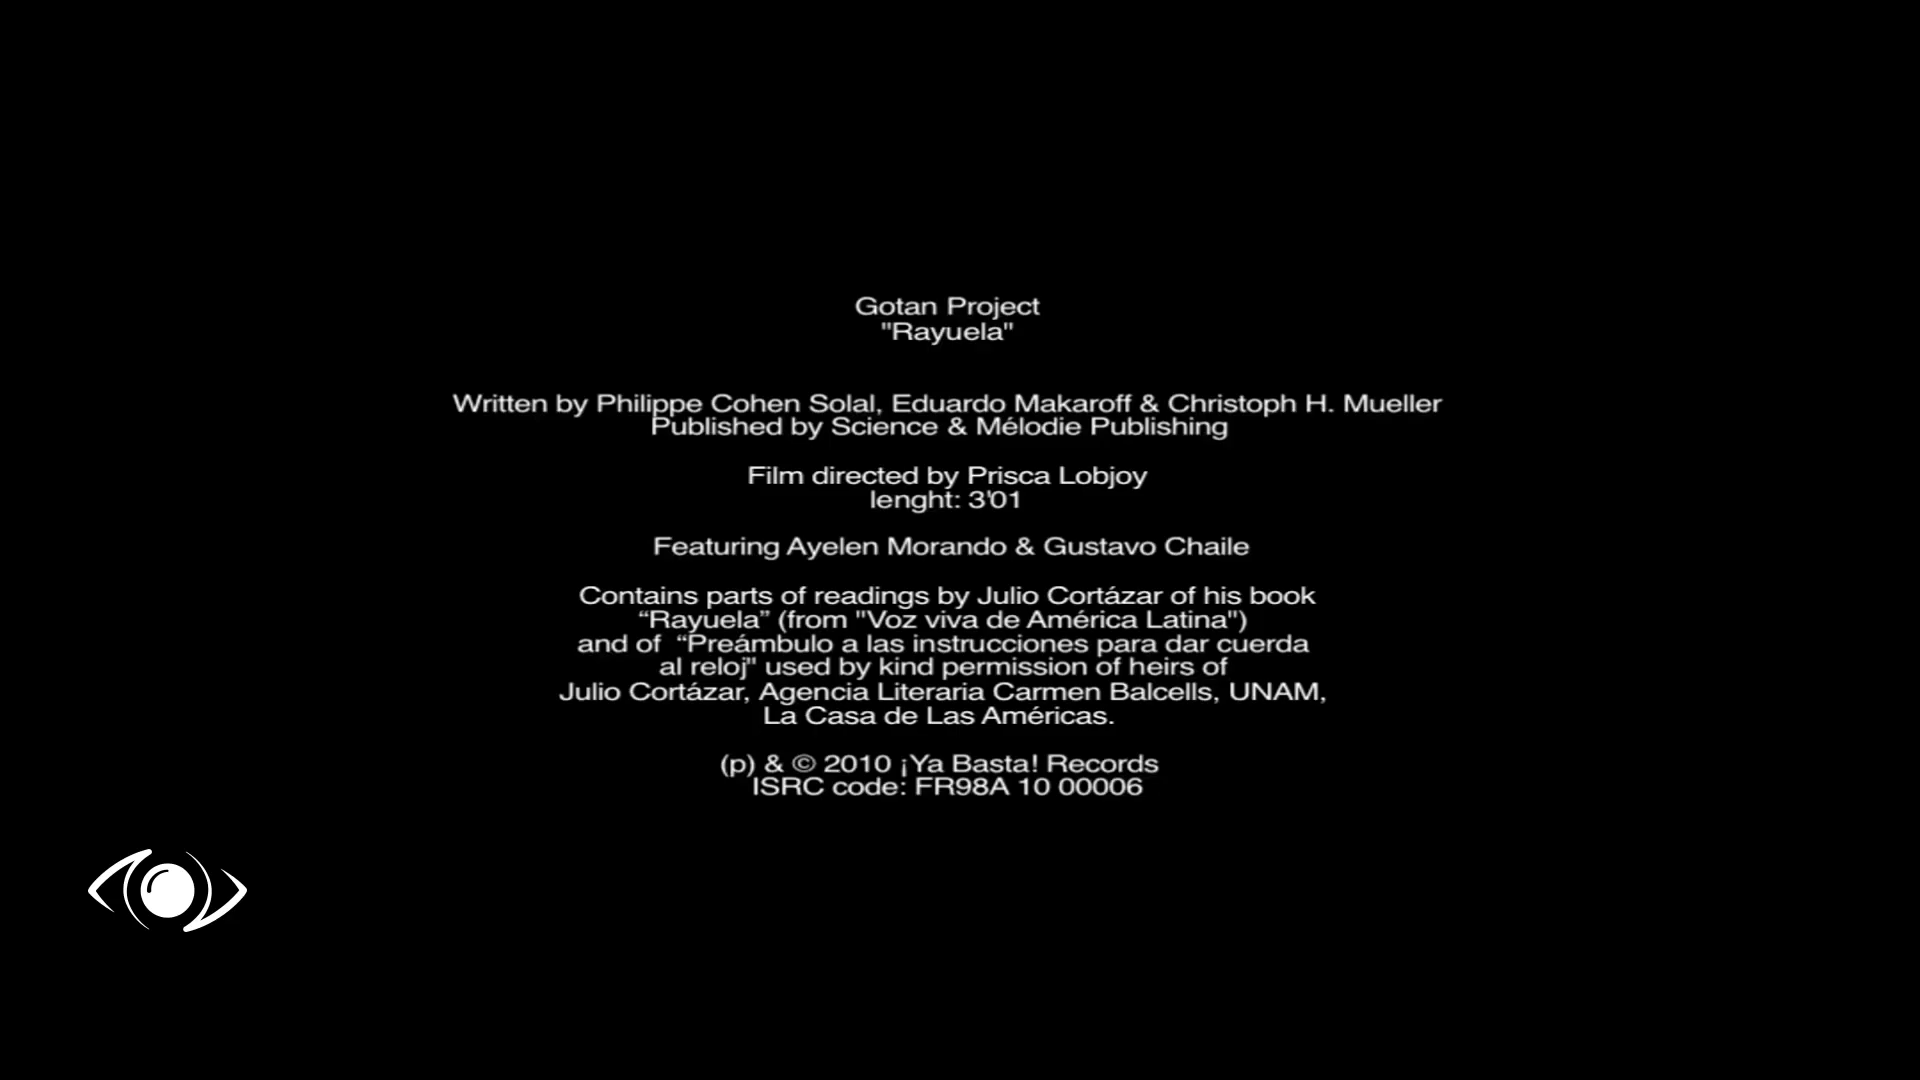 Gotan Project
"Rayuela"
Written by Philippe Cohen Solal, Eduardo Makaroff & Christoph H. Mueller
Published by Science & Mélodie Publishing
Film directed by Prisca Lobjoy
lenght: 3'01
Featuring Ayelen Morando & Gustavo Chaile
Contains parts of readings by Julio Cortázar of his book
“Rayuela” (from "Voz viva de América Latina")
and of “Preámbulo a las instrucciones para dar cuerda
al reloj" used by kind permission of heirs of
Julio Cortázar, Agencia Literaria Carmen Balcells, UNAM,
La Casa de Las Américas.
(p) & © 2010 ¡Ya Basta! Records
ISRC code: FR98A 10 00006